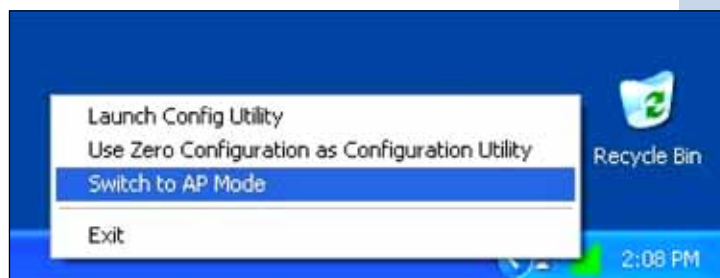 Launch Config Utility
Use Zero Configuration as Configuration Utility
Switch to AP Mode
Exit
Recycle Bin
2:08 PM